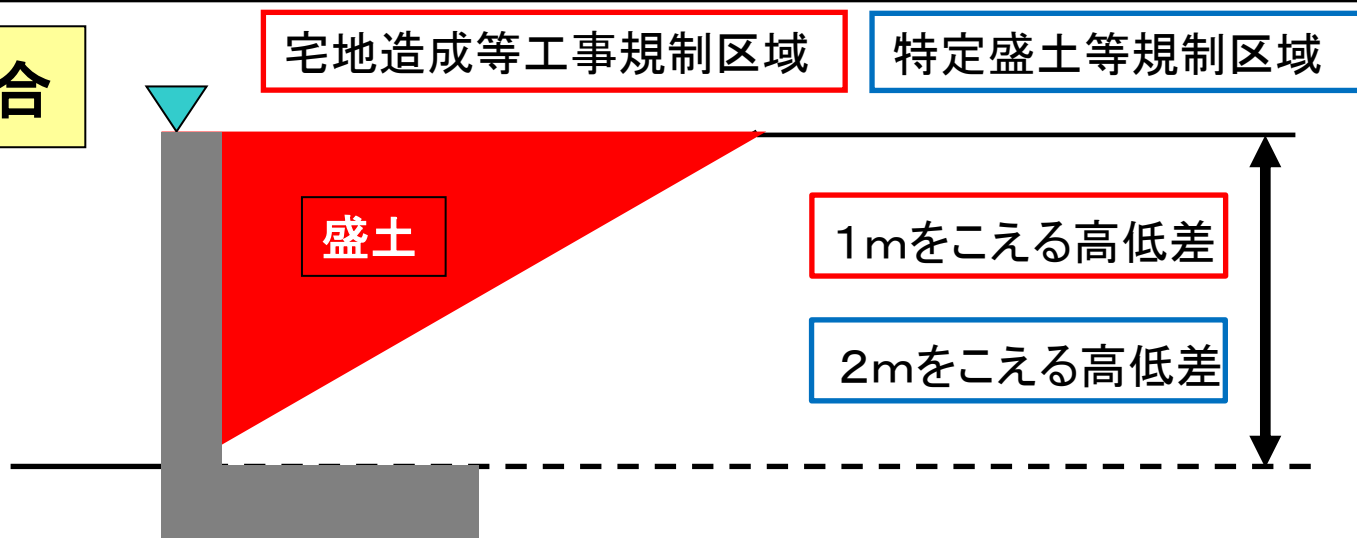 合
宅地造成等工事規制区域
特定盛土等規制区域
盛土
1mをこえる高低差
2mをこえる高低差